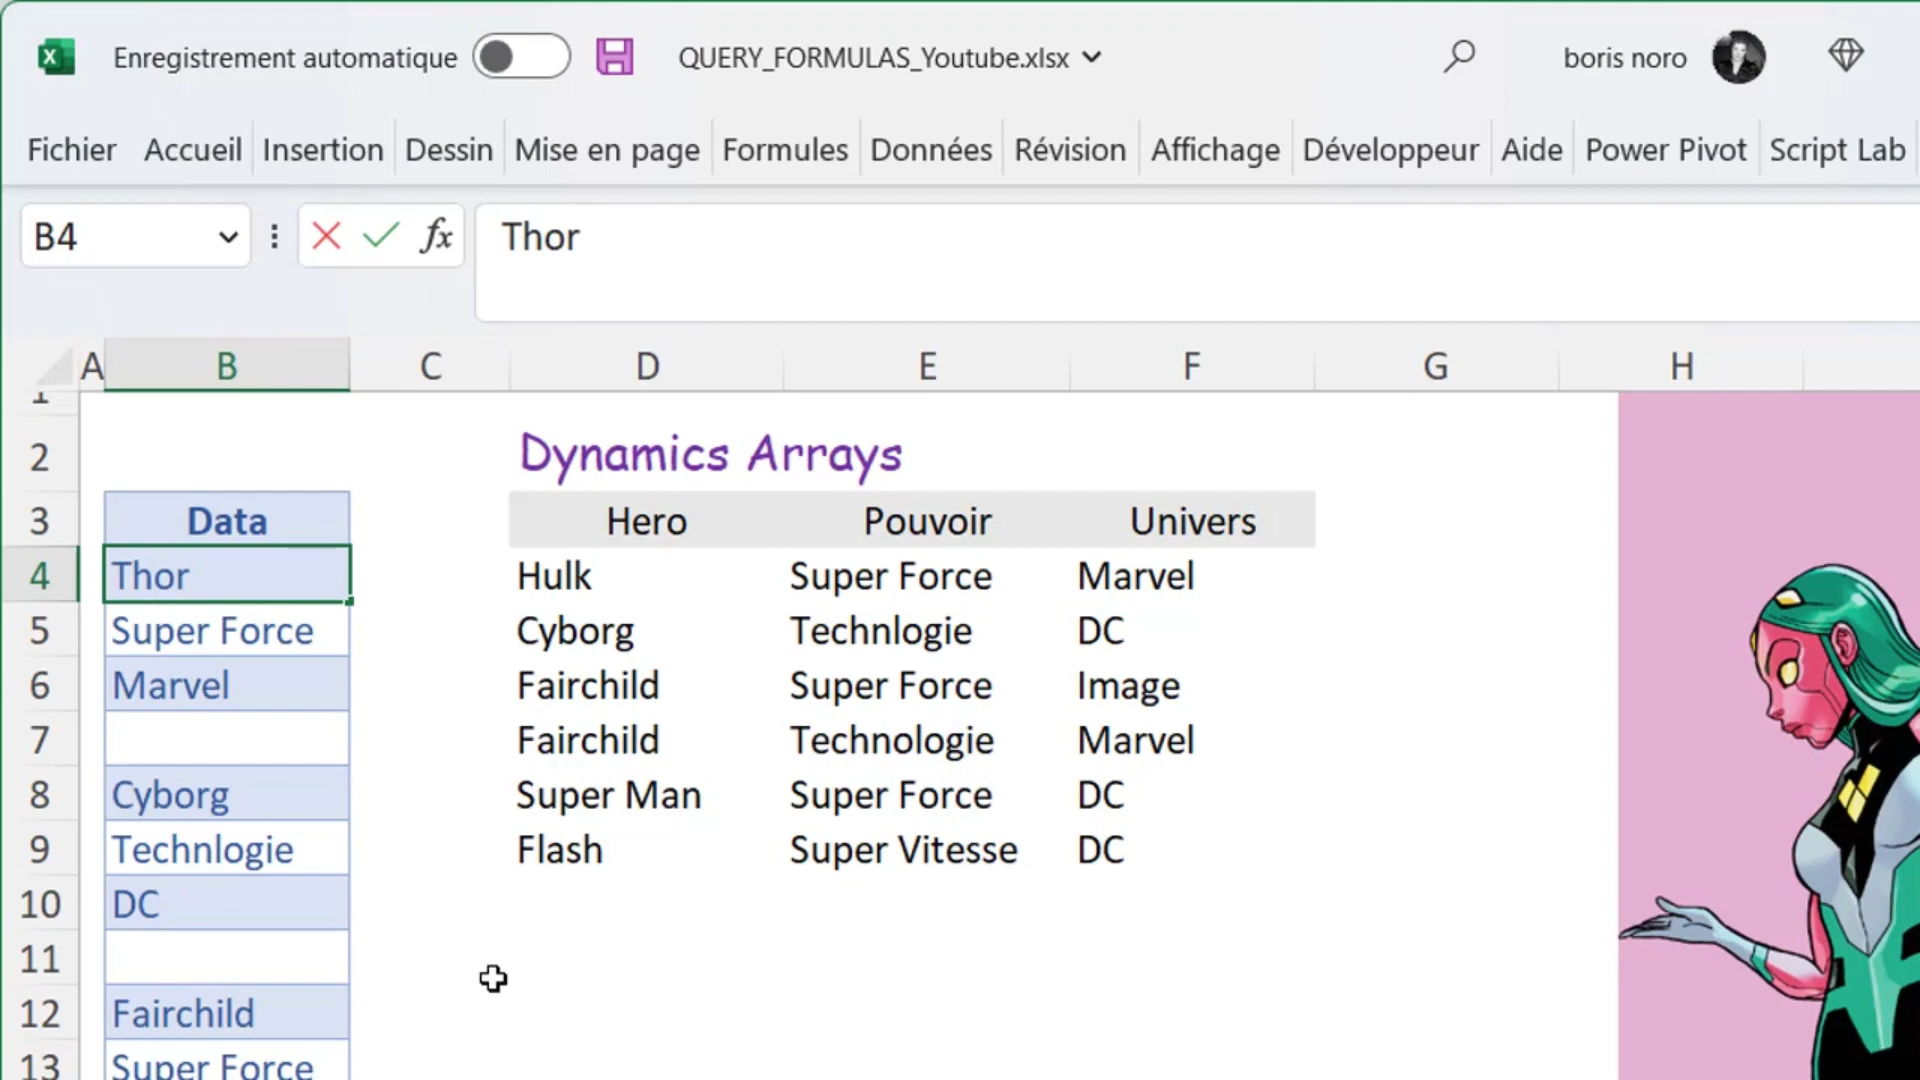 Enregistrement automatique QUERY_FORMULAS_Youtube.xlsx boris noro
Fichier Accueil Insertion Dessin Mise en page Formules Données Révision Affichage Développeur Aide Power Pivot Script Lab
B4 fx Thor
A B C D E F G H
1
2 Dynamics Arrays
3 Data Hero Pouvoir Univers
4 Thor Hulk Super Force Marvel
5 Super Force Cyborg Technlogie DC
6 Marvel Fairchild Super Force Image
7 Fairchild Technologie Marvel
8 Cyborg Super Man Super Force DC
9 Technlogie Flash Super Vitesse DC
10 DC
11
12 Fairchild
13 Super Force